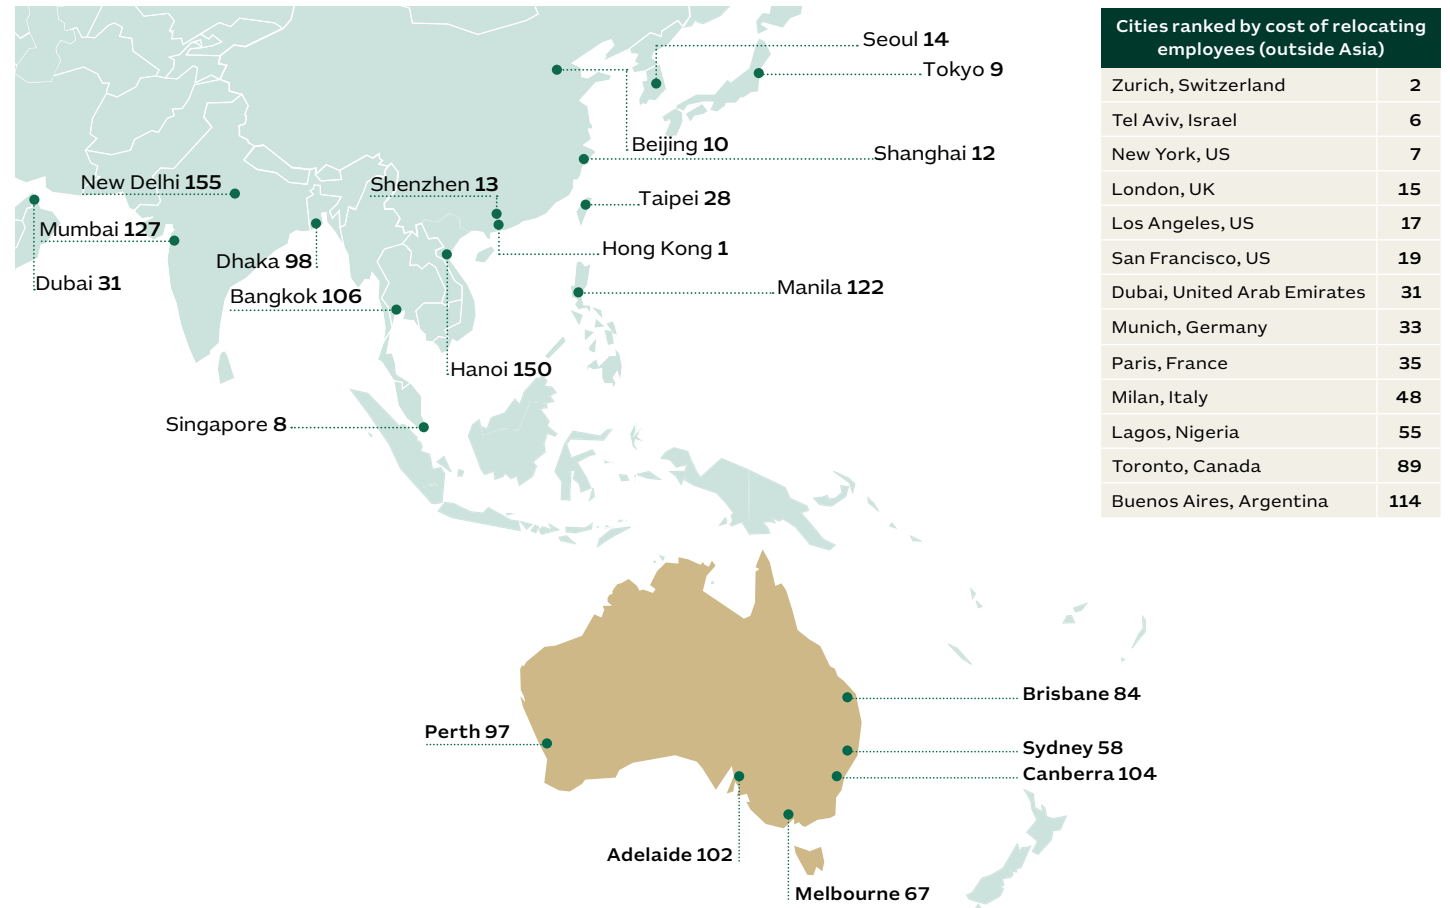 Cities ranked by cost of relocating
employees (outside Asia)
Zurich, Switzerland 2
Tel Aviv, Israel 6
New York, US 7
London, UK 15
Los Angeles, US 17
San Francisco, US 19
Dubai, United Arab Emirates 31
Munich, Germany 33
Paris, France 35
Milan, Italy 48
Lagos, Nigeria 55
Toronto, Canada 89
Buenos Aires, Argentina 114
Seoul 14
Tokyo 9
Beijing 10
Shanghai 12
New Delhi 155
Shenzhen 13
Taipei 28
Mumbai 127
Hong Kong 1
Dhaka 98
Dubai 31
Bangkok 106
Manila 122
Hanoi 150
Singapore 8
Brisbane 84
Perth 97
Sydney 58
Canberra 104
Adelaide 102
Melbourne 67